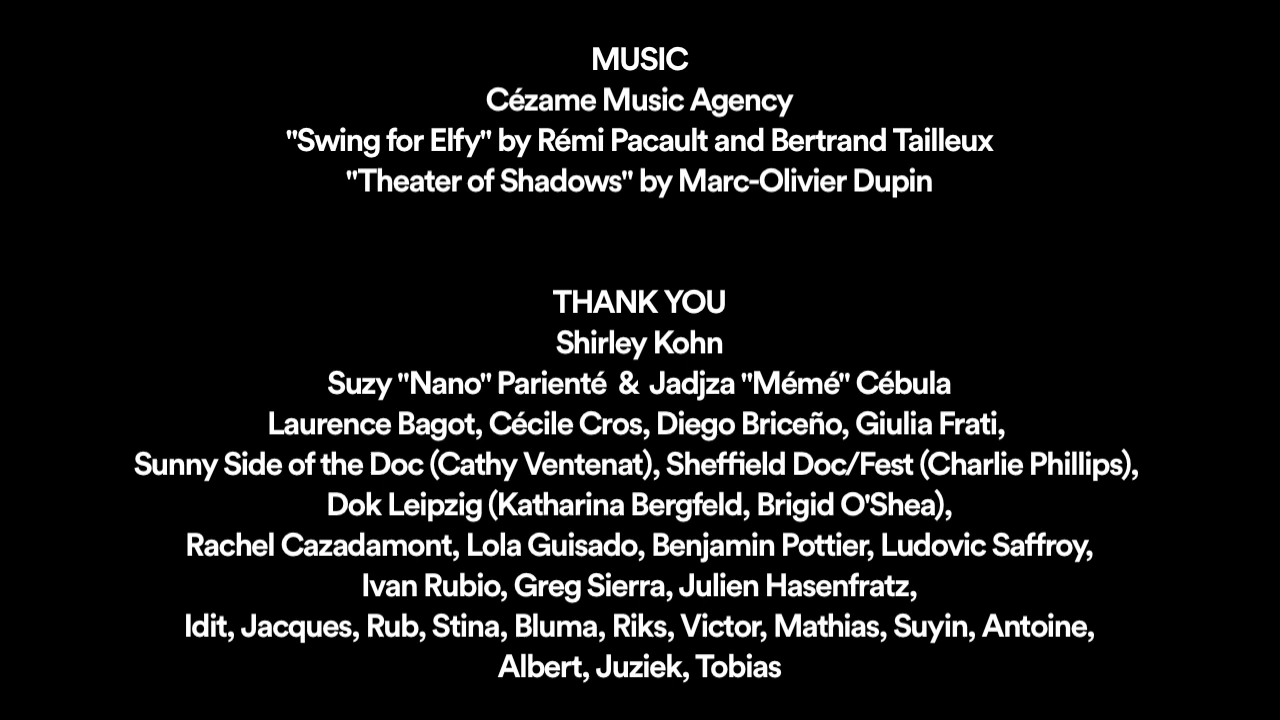 MUSIC
Cézame Music Agency
"Swing for Elfy" by Rémi Pacault and Bertrand Tailleux
"Theater of Shadows" by Marc-Olivier Dupin
THANK YOU
Shirley Kohn
Suzy "Nano" Parienté & Jadjza "Mémé" Cébula
Laurence Bagot, Cécile Cros, Diego Briceño, Giulia Frati,
Sunny Side of the Doc (Cathy Ventenat), Sheffield Doc/Fest (Charlie Phillips),
Dok Leipzig (Katharina Bergfeld, Brigid O'Shea),
Rachel Cazadamont, Lola Guisado, Benjamin Pottier, Ludovic Saffroy,
Ivan Rubio, Greg Sierra, Julien Hasenfratz,
Idit, Jacques, Rub, Stina, Bluma, Riks, Victor, Mathias, Suyin, Antoine,
Albert, Juziek, Tobias